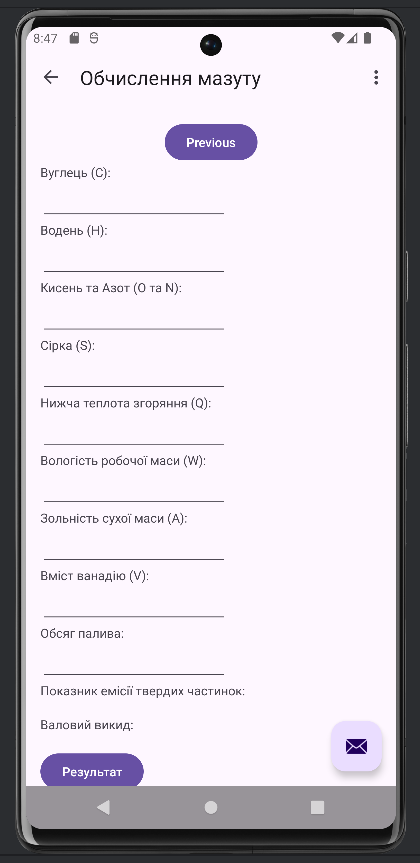 8:47
Обчислення мазуту
Previous
Вуглець (C):
Водень (H):
Кисень та Азот (O та N):
Сірка (S):
Нижча теплота згоряння (Q):
Вологість робочої маси (W):
Зольність сухої маси (A):
Вміст ванадію (V):
Обсяг палива:
Показник емісії твердих частинок:
Валовий викид:
Результат